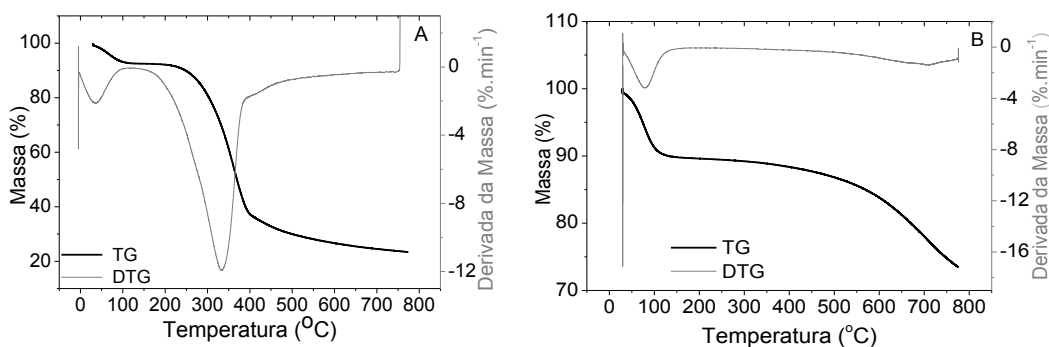 A
100
80
60
40
20
Massa (%)
0
-4
-8
-12
Derivada da Massa (%.min⁻¹)
TG
DTG
0 100 200 300 400 500 600 700 800
Temperatura (°C)
B
110
100
90
80
70
Massa (%)
0
-4
-8
-12
-16
Derivada da Massa (%.min⁻¹)
TG
DTG
0 100 200 300 400 500 600 700 800
Temperatura (°C)